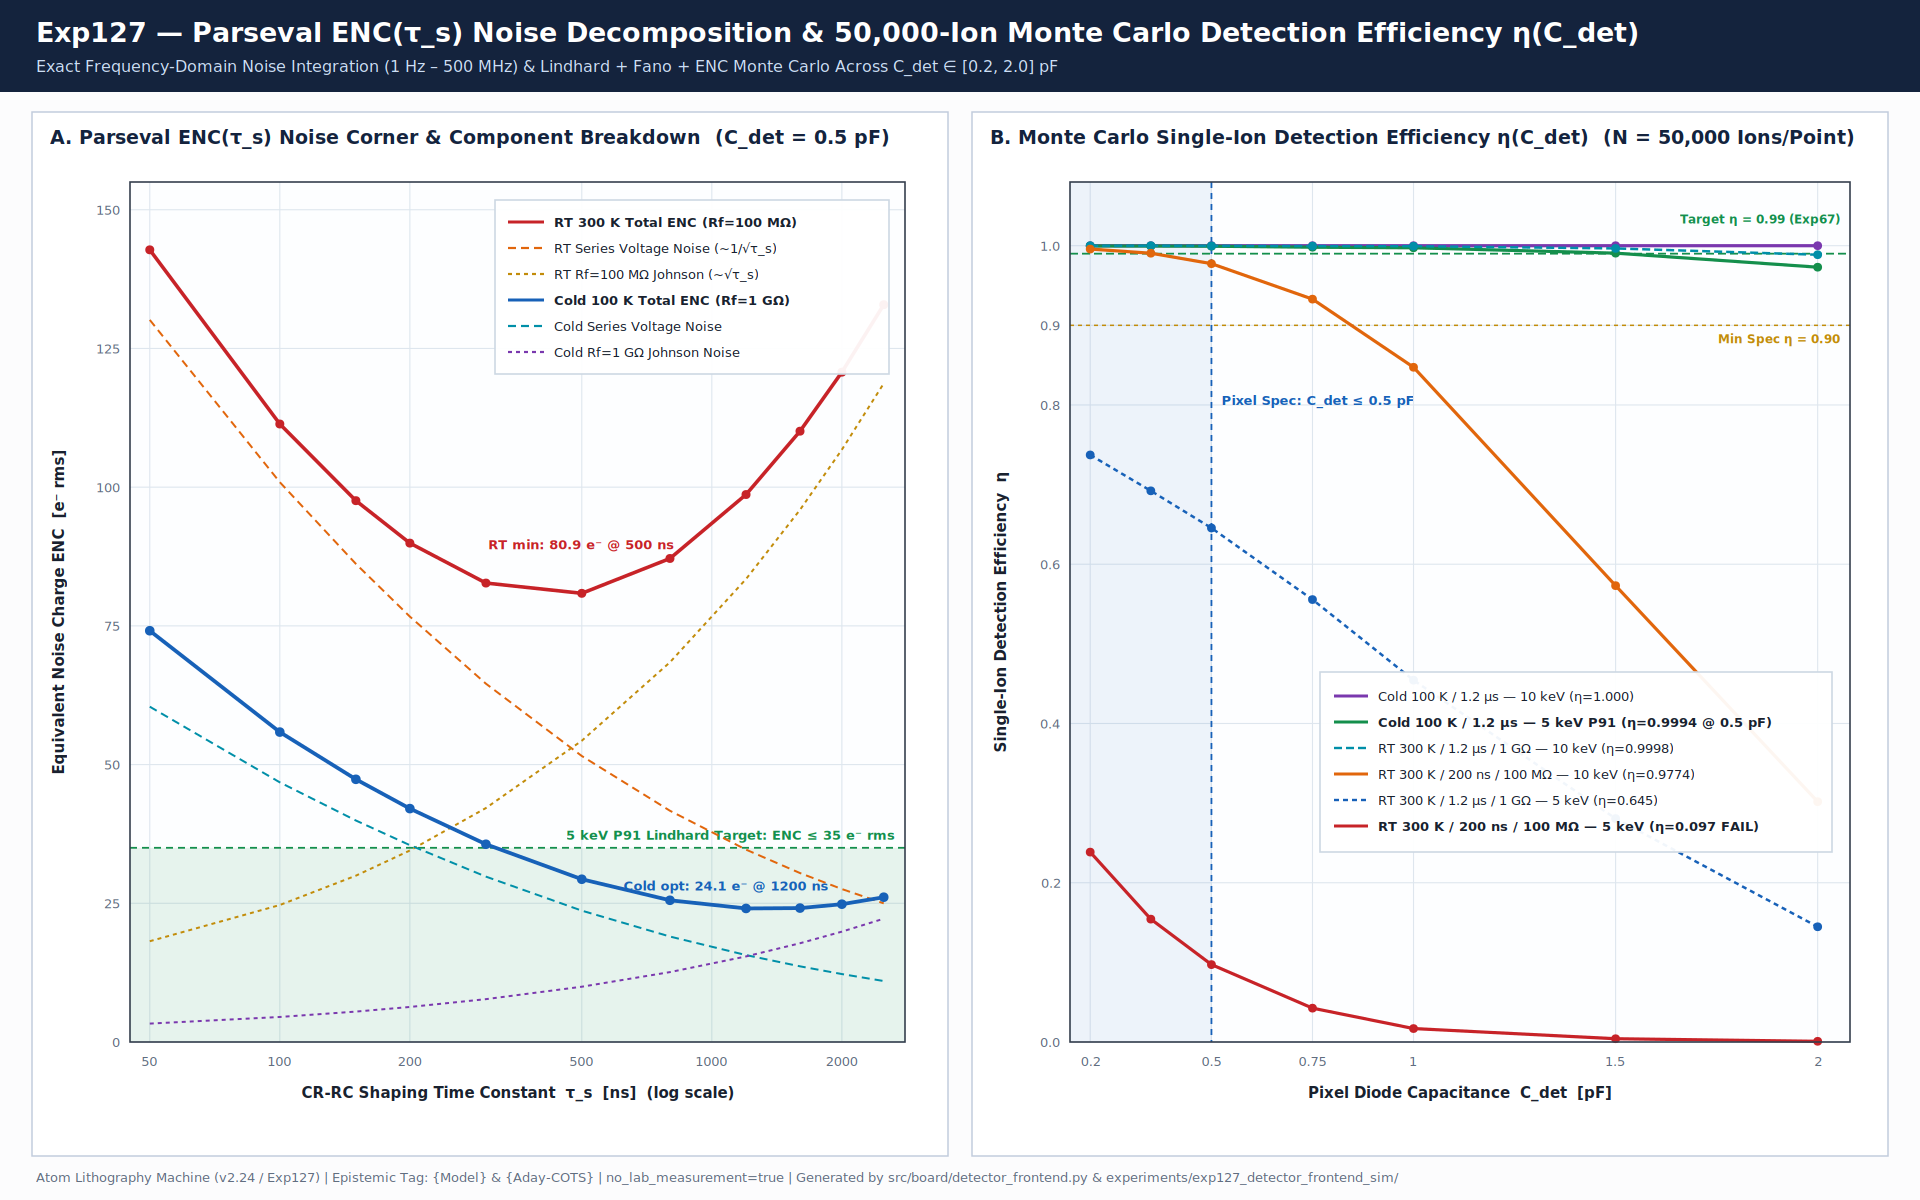 Exp127 — Parseval ENC(τ_s) Noise Decomposition & 50,000-Ion Monte Carlo Detection Efficiency η(C_det)
Exact Frequency-Domain Noise Integration (1 Hz – 500 MHz) & Lindhard + Fano + ENC Monte Carlo Across C_det ∈ [0.2, 2.0] pF
A. Parseval ENC(τ_s) Noise Corner & Component Breakdown (C_det = 0.5 pF)
150
125
100
75
50
25
0
Equivalent Noise Charge ENC [e⁻ rms]
RT 300 K Total ENC (Rf=100 MΩ)
RT Series Voltage Noise (~1/√τ_s)
RT Rf=100 MΩ Johnson (~√τ_s)
Cold 100 K Total ENC (Rf=1 GΩ)
Cold Series Voltage Noise
Cold Rf=1 GΩ Johnson Noise
RT min: 80.9 e⁻ @ 500 ns
5 keV P91 Lindhard Target: ENC ≤ 35 e⁻ rms
Cold opt: 24.1 e⁻ @ 1200 ns
50
100
200
500
1000
2000
CR-RC Shaping Time Constant τ_s [ns] (log scale)
B. Monte Carlo Single-Ion Detection Efficiency η(C_det) (N = 50,000 Ions/Point)
1.0
0.9
0.8
0.6
0.4
0.2
0.0
Single-Ion Detection Efficiency η
Target η = 0.99 (Exp67)
Min Spec η = 0.90
Pixel Spec: C_det ≤ 0.5 pF
Cold 100 K / 1.2 μs — 10 keV (η=1.000)
Cold 100 K / 1.2 μs — 5 keV P91 (η=0.9994 @ 0.5 pF)
RT 300 K / 1.2 μs / 1 GΩ — 10 keV (η=0.9998)
RT 300 K / 200 ns / 100 MΩ — 10 keV (η=0.9774)
RT 300 K / 1.2 μs / 1 GΩ — 5 keV (η=0.645)
RT 300 K / 200 ns / 100 MΩ — 5 keV (η=0.097 FAIL)
0.2
0.5
0.75
1
1.5
2
Pixel Diode Capacitance C_det [pF]
Atom Lithography Machine (v2.24 / Exp127) | Epistemic Tag: {Model} & {Aday-COTS} | no_lab_measurement=true | Generated by src/board/detector_frontend.py & experiments/exp127_detector_frontend_sim/